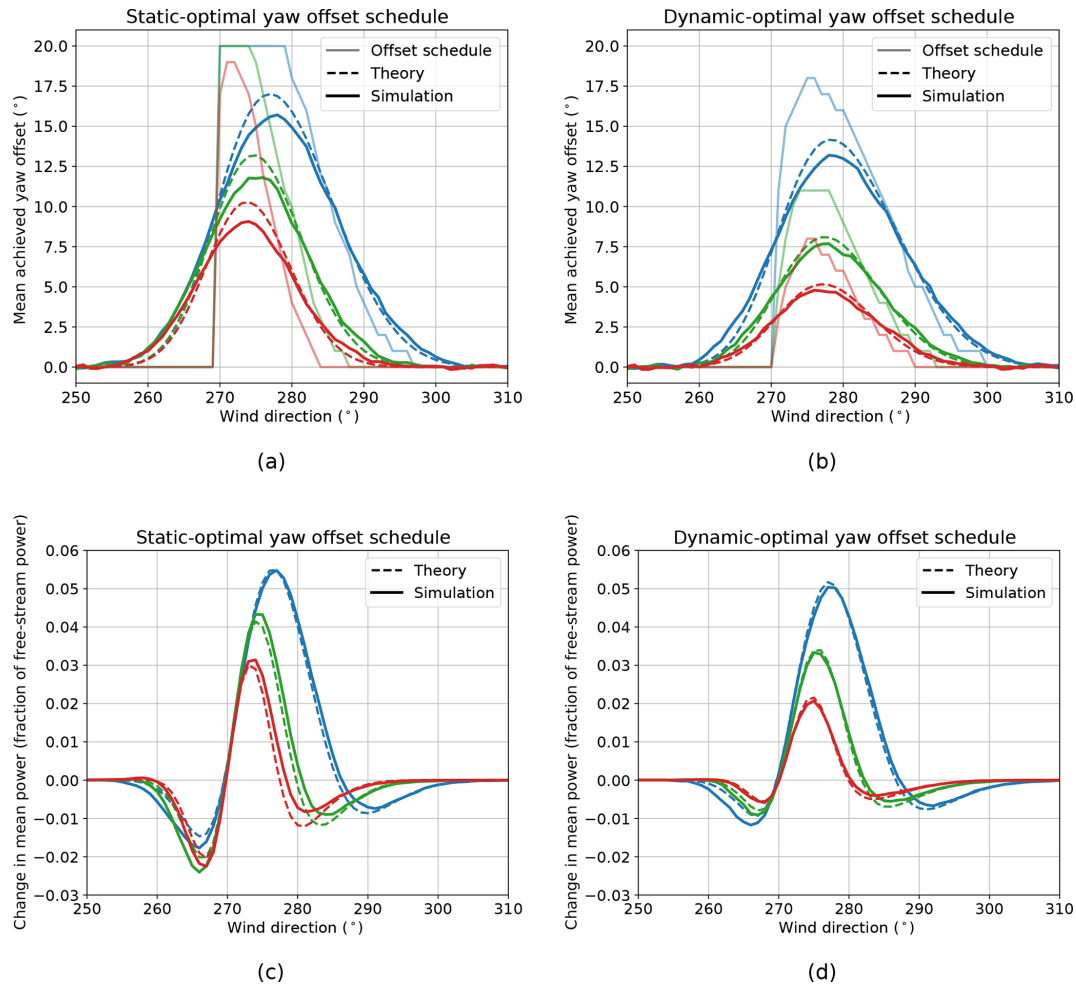 Static-optimal yaw offset schedule
Mean achieved yaw offset (°)
20.0
17.5
15.0
12.5
10.0
7.5
5.0
2.5
0.0
Offset schedule
Theory
Simulation
250 260 270 280 290 300 310
Wind direction (°)
(a)
Dynamic-optimal yaw offset schedule
Mean achieved yaw offset (°)
20.0
17.5
15.0
12.5
10.0
7.5
5.0
2.5
0.0
Offset schedule
Theory
Simulation
250 260 270 280 290 300 310
Wind direction (°)
(b)
Static-optimal yaw offset schedule
Change in mean power (fraction of free-stream power)
0.06
0.05
0.04
0.03
0.02
0.01
0.00
−0.01
−0.02
−0.03
Theory
Simulation
250 260 270 280 290 300 310
Wind direction (°)
(c)
Dynamic-optimal yaw offset schedule
Change in mean power (fraction of free-stream power)
0.06
0.05
0.04
0.03
0.02
0.01
0.00
−0.01
−0.02
−0.03
Theory
Simulation
250 260 270 280 290 300 310
Wind direction (°)
(d)